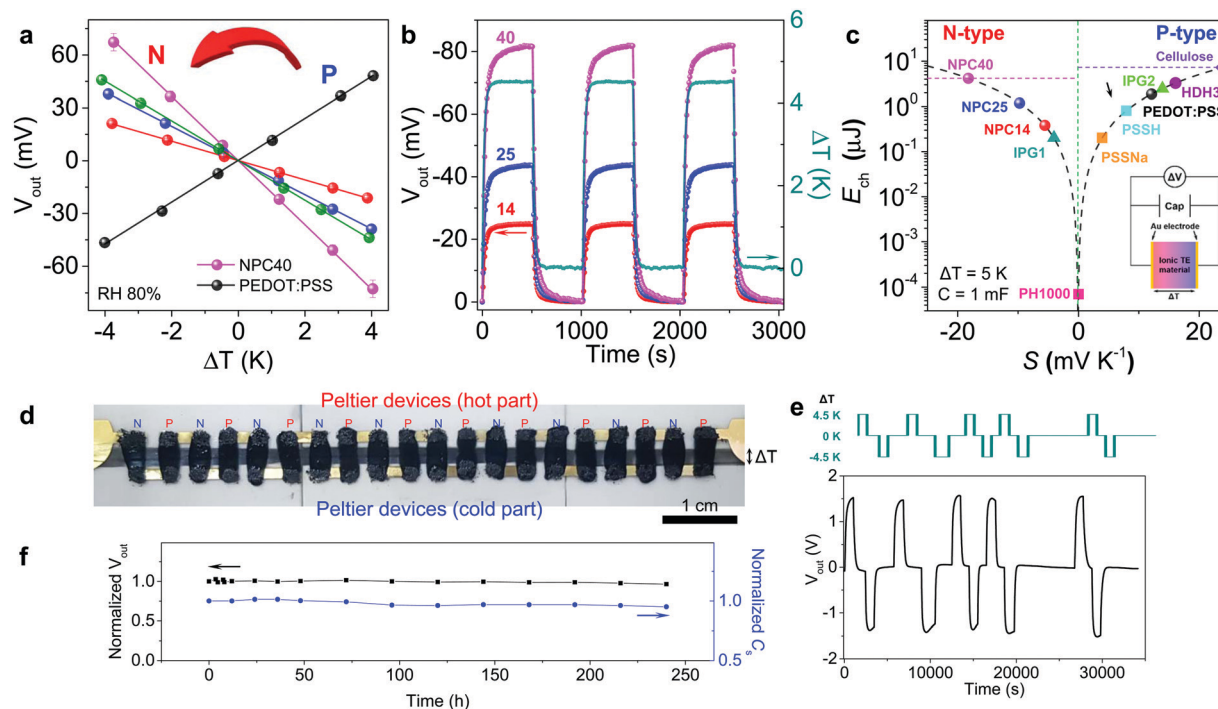 a
N
P
V_out (mV)
60
30
0
-30
-60
NPC40
PEDOT:PSS
RH 80%
-4 -2 0 2 4
ΔT (K)
b
V_out (mV)
-80
-60
-40
-20
0
40
25
14
6
4
2
0
ΔT (K)
0 1000 2000 3000
Time (s)
c
N-type P-type
E_ch (μJ)
10^1
10^0
10^-1
10^-2
10^-3
10^-4
NPC40
NPC25
NPC14
IPG1
Cellulose
IPG2
HDH3
PEDOT:PSS
PSSH
PSSNa
PH1000
ΔT = 5 K
C = 1 mF
ΔV
Cap
Au electrode
Ionic TE
material
ΔT
-20 0 20
S (mV K^-1)
d
Peltier devices (hot part)
N P N P N P N P N P N P N P N P N P N P
ΔT
Peltier devices (cold part)
1 cm
e
ΔT
4.5 K
0 K
-4.5 K
V_out (V)
2
1
0
-1
-2
0 10000 20000 30000
Time (s)
f
Normalized V_out
1.0
0.5
0.0
Normalized C_s
1.0
0.5
0 50 100 150 200 250
Time (h)